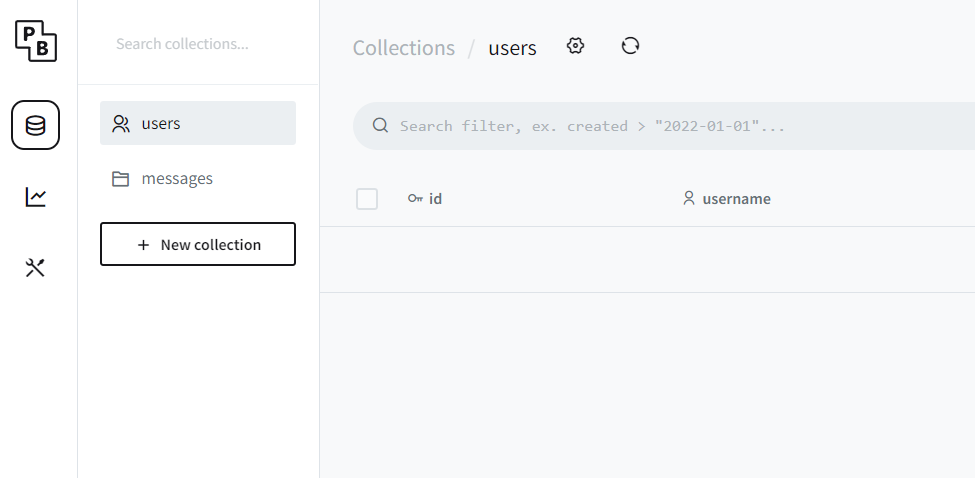 PB
Search collections...
users
messages
+ New collection
Collections / users
Search filter, ex. created > "2022-01-01"...
id
username